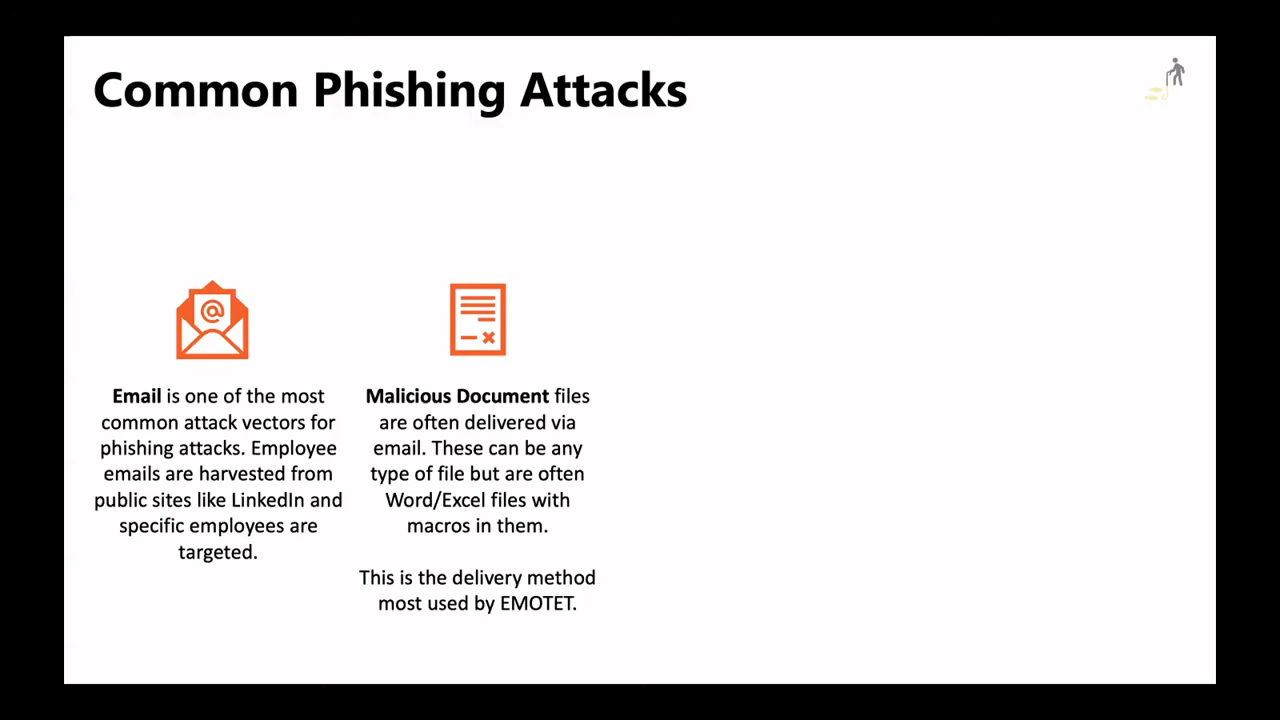 Common Phishing Attacks
@
Email is one of the most
common attack vectors for
phishing attacks. Employee
emails are harvested from
public sites like LinkedIn and
specific employees are
targeted.
Malicious Document files
are often delivered via
email. These can be any
type of file but are often
Word/Excel files with
macros in them.
This is the delivery method
most used by EMOTET.